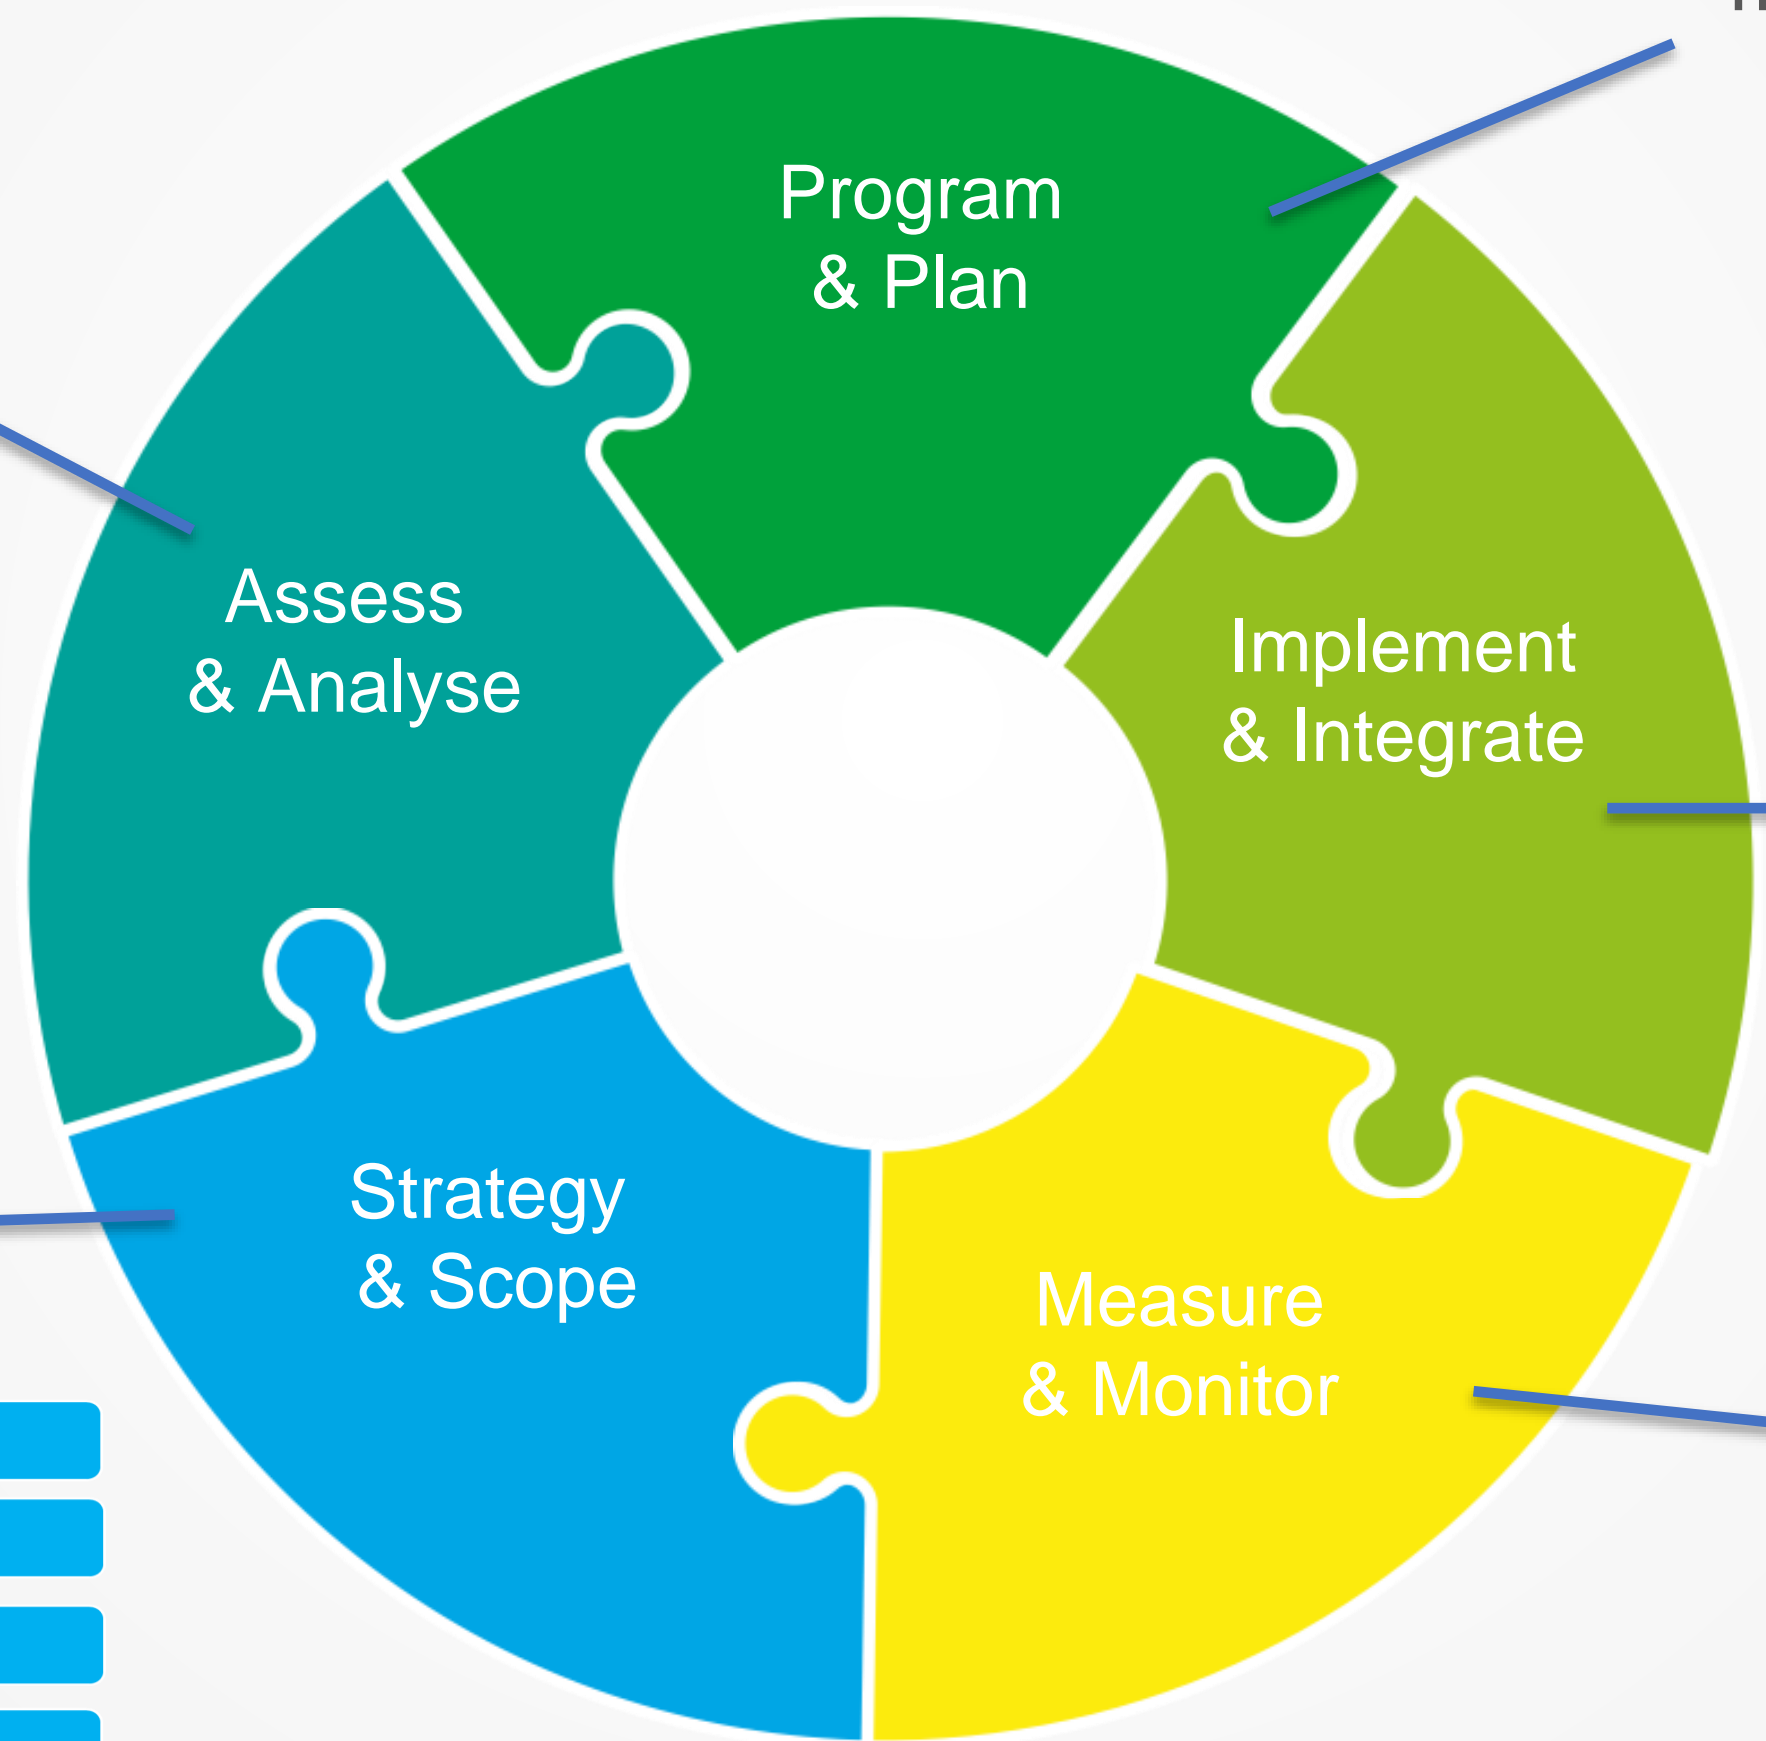 Program
& Plan
Assess
& Analyse
Implement
& Integrate
Strategy
& Scope
Measure
& Monitor